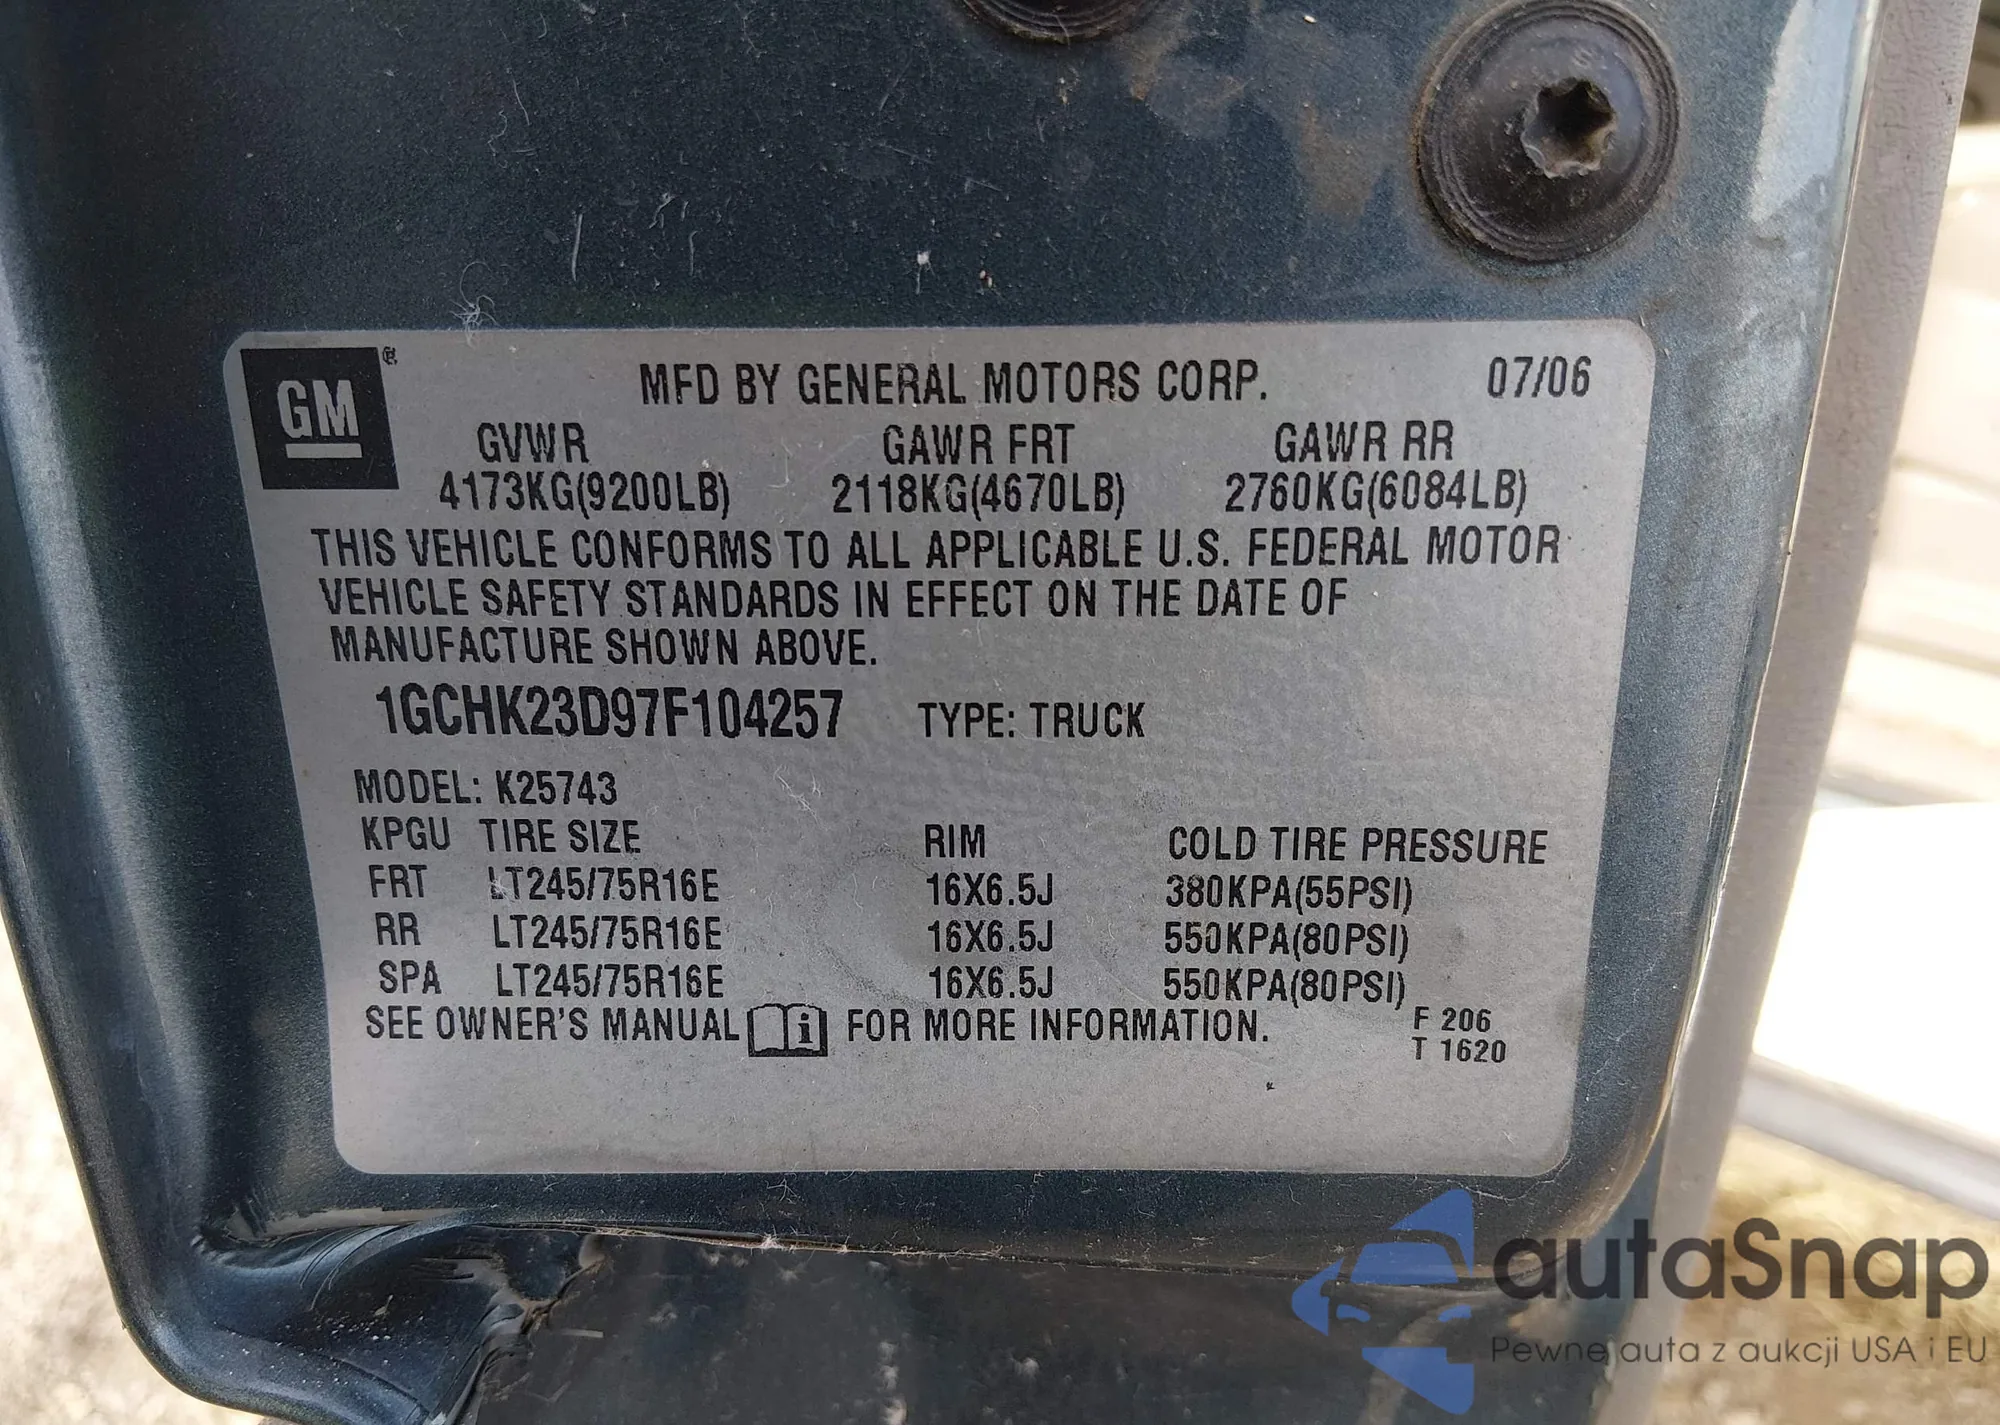 GM
MFD BY GENERAL MOTORS CORP. 07/06
GVWR GAWR FRT GAWR RR
4173KG(9200LB) 2118KG(4670LB) 2760KG(6084LB)
THIS VEHICLE CONFORMS TO ALL APPLICABLE U.S. FEDERAL MOTOR
VEHICLE SAFETY STANDARDS IN EFFECT ON THE DATE OF
MANUFACTURE SHOWN ABOVE.
1GCHK23D97F104257 TYPE: TRUCK
MODEL: K25743
KPGU TIRE SIZE RIM COLD TIRE PRESSURE
FRT LT245/75R16E 16X6.5J 380KPA(55PSI)
RR LT245/75R16E 16X6.5J 550KPA(80PSI)
SPA LT245/75R16E 16X6.5J 550KPA(80PSI)
SEE OWNER'S MANUAL i FOR MORE INFORMATION.
F 206
T 1620
autaSnap
Pewne auta z aukcji USA i EU